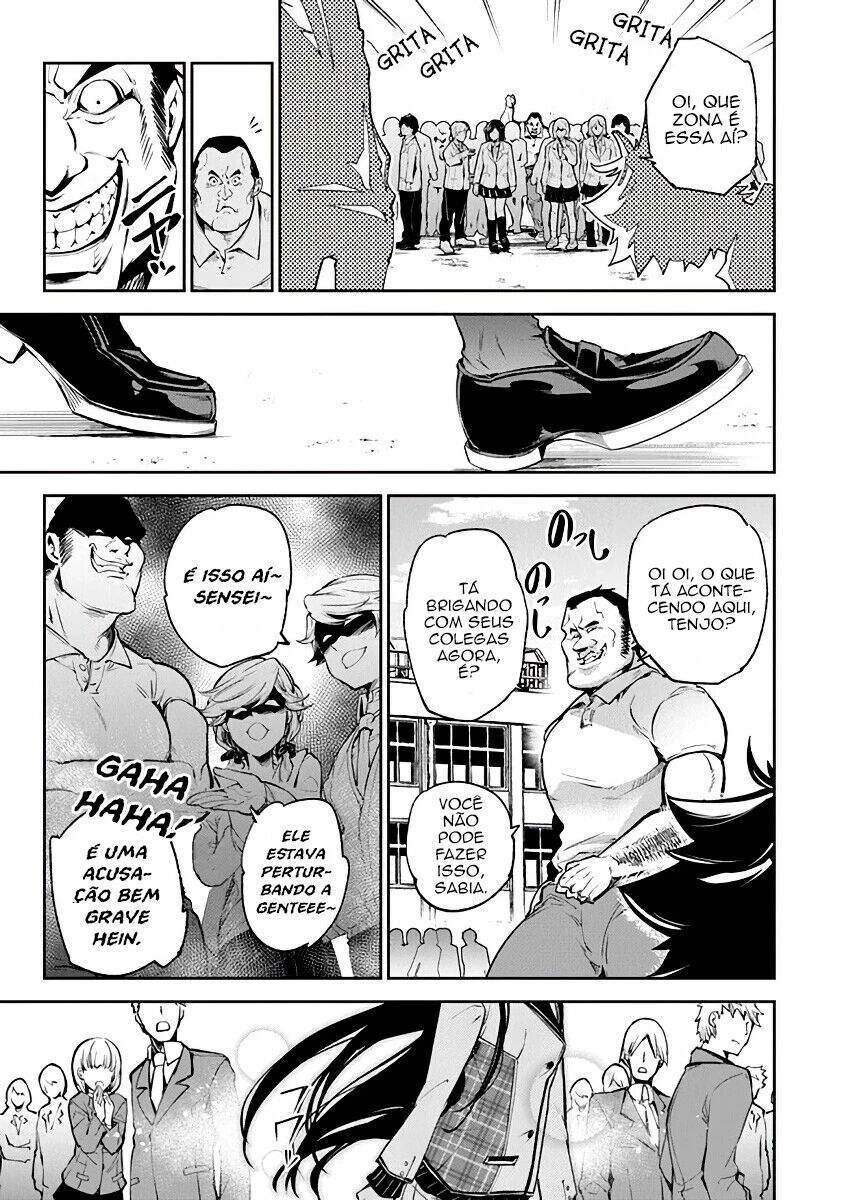 GRITA
GRITA
GRITA
GRITA
OI, QUE
ZONA É
ESSA AÍ?
ニヤッ
のっし
のっし
OI OI, O QUE
TÁ ACONTE-
CENDO AQUI,
TENJO?
TÁ
BRIGANDO
COM SEUS
COLEGAS
AGORA,
É?
VOCÊ
NÃO
PODE
FAZER
ISSO,
SABIA.
É ISSO AÍ~
SENSEI~
ELE
ESTAVA
PERTUR-
BANDO A
GENTEEE~
GAHA
HAHA!
É UMA
ACUSA-
ÇÃO BEM
GRAVE
HEIN.